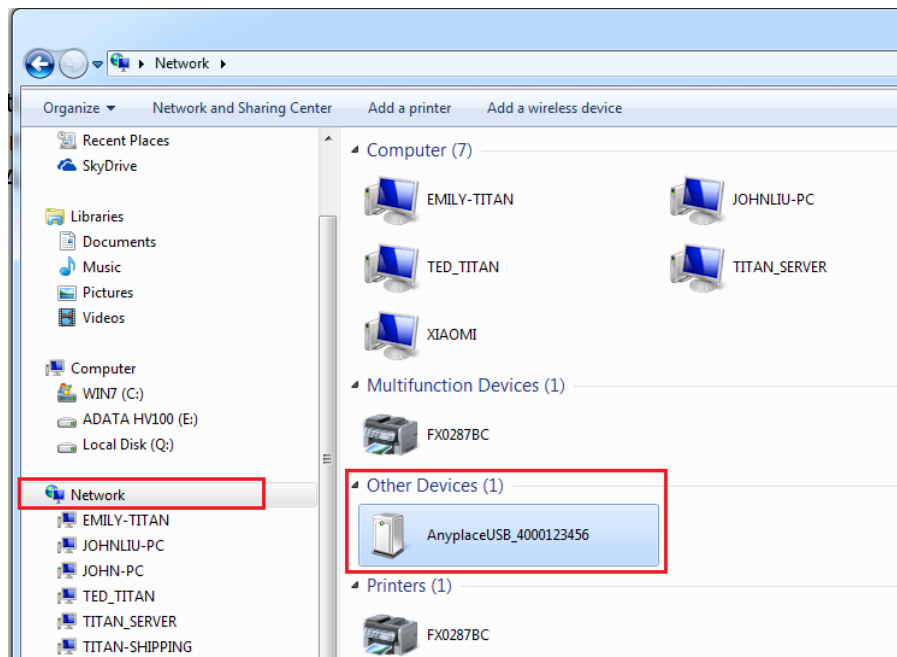 Network
Organize
Network and Sharing Center
Add a printer
Add a wireless device
Recent Places
SkyDrive
Libraries
Documents
Music
Pictures
Videos
Computer
WIN7 (C:)
ADATA HV100 (E:)
Local Disk (Q:)
Network
EMILY-TITAN
JOHNLIU-PC
JOHN-PC
TED_TITAN
TITAN_SERVER
TITAN-SHIPPING
Computer (7)
EMILY-TITAN
JOHNLIU-PC
TED_TITAN
TITAN_SERVER
XIAOMI
Multifunction Devices (1)
FX0287BC
Other Devices (1)
AnyplaceUSB_4000123456
Printers (1)
FX0287BC